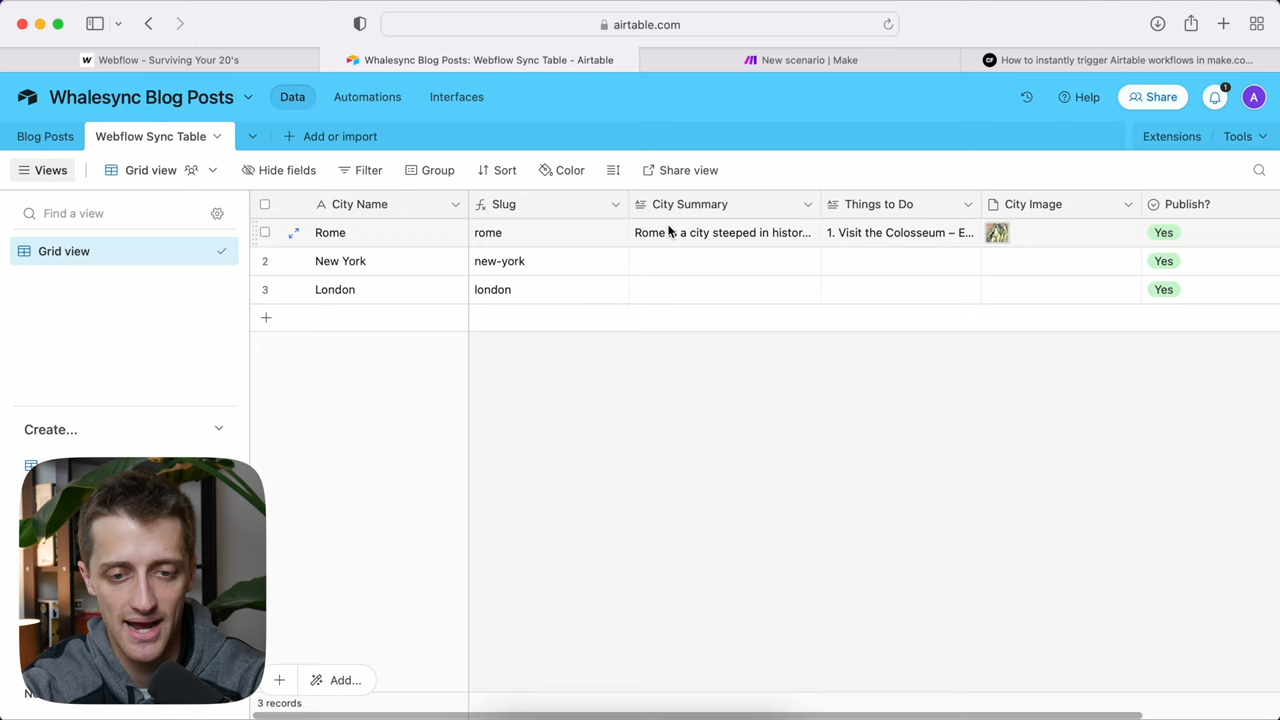 airtable.com
W Webflow - Surviving Your 20's
Whalesync Blog Posts: Webflow Sync Table - Airtable
New scenario | Make
CF How to instantly trigger Airtable workflows in make.co...
Whalesync Blog Posts
Data
Automations
Interfaces
Help
Share
1
A
Blog Posts
Webflow Sync Table
Add or import
Extensions
Tools
Views
Grid view
Hide fields
Filter
Group
Sort
Color
Share view
Find a view
Grid view
Create...
A City Name
Slug
City Summary
Things to Do
City Image
Publish?
Rome
rome
Rome is a city steeped in histor...
1. Visit the Colosseum – E...
Yes
2 New York
new-york
Yes
3 London
london
Yes
Add...
3 records